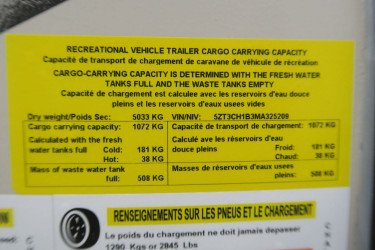 RECREATIONAL VEHICLE TRAILER CARGO CARRYING CAPACITY
Capacité de transport de chargement de caravane de véhicule de récréation
CARGO-CARRYING CAPACITY IS DETERMINED WITH THE FRESH WATER
TANKS FULL AND THE WASTE TANKS EMPTY
Capacité de chargement est calculee avec les reservoirs d'eau douce
pleins et les reservoirs d'eaux usees vides
Dry weight/Poids Sec: 5033 KG VIN/NIV: 5ZT3CH1B3MA325209
Cargo carrying capacity: 1072 KG Capacité de transport de chargement: 1072 KG
Calculated with the fresh Calculé ave les réservoirs d'eau
water tanks full Cold: 181 KG douce pleins Froid: 181 KG
Hot: 38 KG Chaud: 38 KG
Mass of waste water tank full: 508 KG Masses de réservoirs d'eaux usees pleins: 508 KG
RENSEIGNEMENTS SUR LES PNEUS ET LE CHARGEMENT
Le poids du chargement ne doit jamais depasser
1290 Kgs or 2845 Lbs